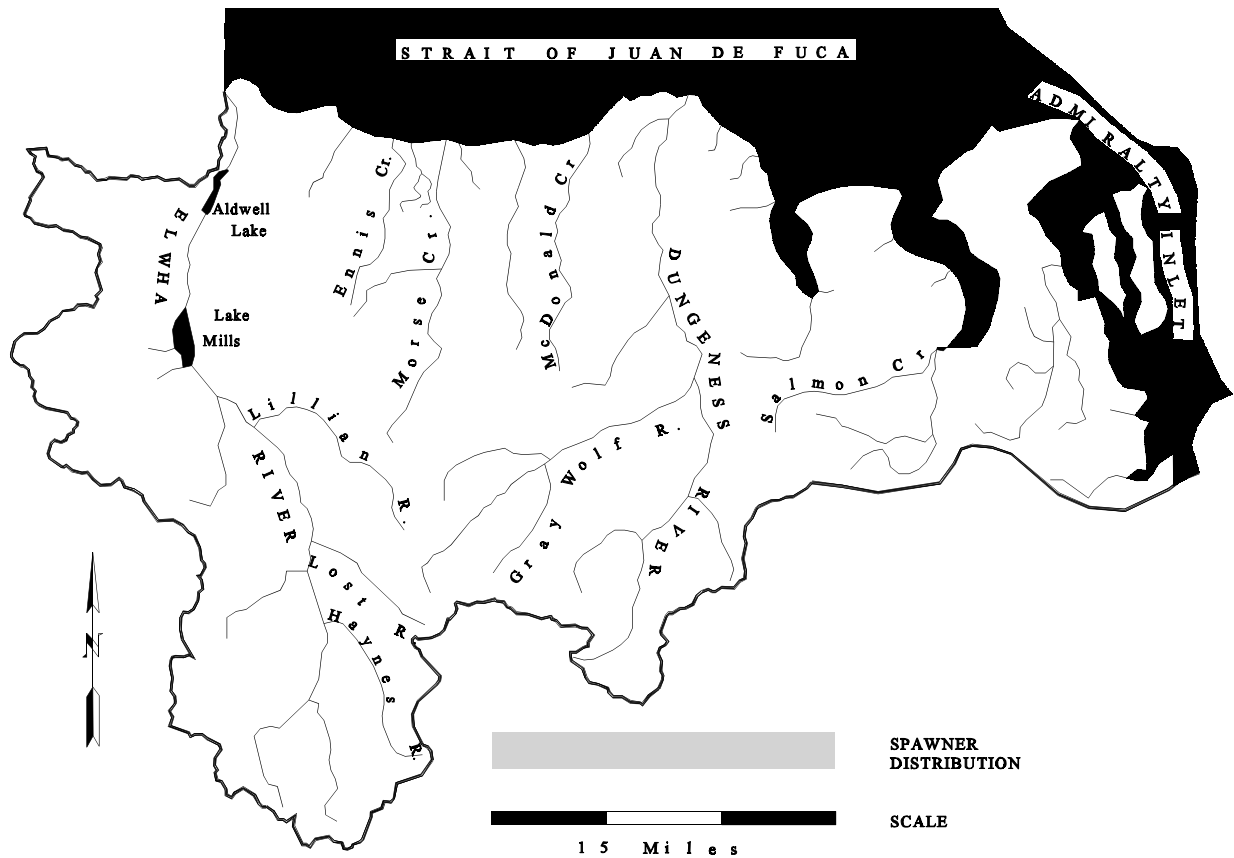 STRAIT OF JUAN DE FUCA
ADMIRALTY INLET
Ennis Cr.
Morse Cr.
McDonald Cr
Aldwell
Lake
ELWHA
Lake
Mills
DUNGENESS
Salmon Cr
Lillian R.
Gray Wolf R.
RIVER
RIVER
Lost R
Haynes R.
N
SPAWNER
DISTRIBUTION
SCALE
15 Miles